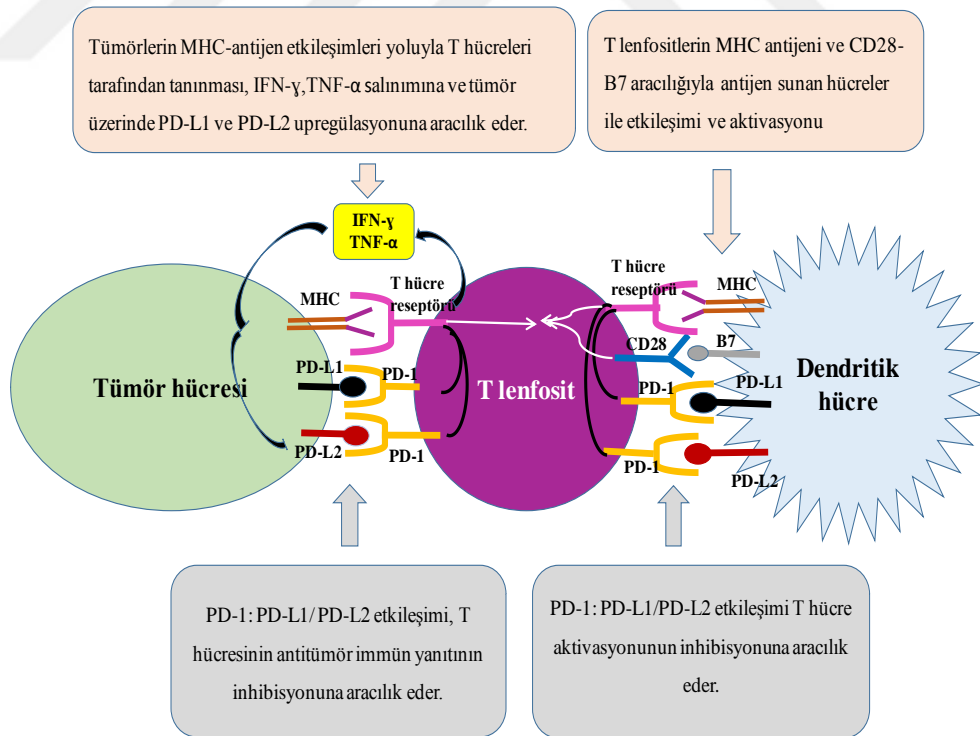 Tümörlerin MHC-antijen etkileşimleri yoluyla T hücreleri
tarafından tanınması, IFN-ɣ,TNF-α salınımına ve tümör
üzerinde PD-L1 ve PD-L2 upregülasyonuna aracılık eder.
T lenfositlerin MHC antijeni ve CD28-
B7 aracılığıyla antijen sunan hücreler
ile etkileşimi ve aktivasyonu
IFN-ɣ
TNF-α
MHC
T hücre
reseptörü
T hücre
reseptörü
MHC
CD28
B7
PD-L1
PD-1
PD-1
PD-L1
Tümör hücresi
T lenfosit
Dendritik
hücre
PD-L2
PD-1
PD-1
PD-L2
PD-1: PD-L1/ PD-L2 etkileşimi, T
hücresinin antitümör immün yanıtının
inhibisyonuna aracılık eder.
PD-1: PD-L1/PD-L2 etkileşimi T hücre
aktivasyonunun inhibisyonuna aracılık
eder.